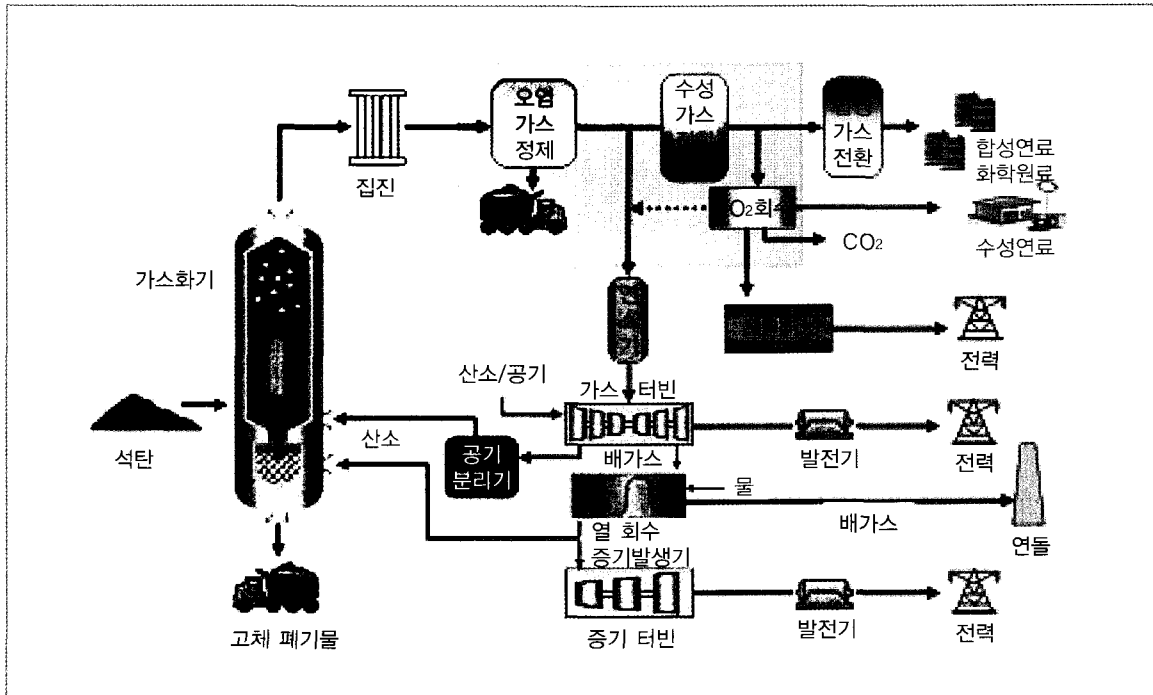 오염
가스
정제
수성
가스
가스
전환
합성연료
화학원료
집진
O₂회
CO₂
수성연료
가스화기
전력
산소/공기
가스 터빈
석탄
산소
공기
분리기
배가스
발전기
전력
물
배가스
연돌
열 회수
증기발생기
고체 폐기물
증기 터빈
발전기
전력